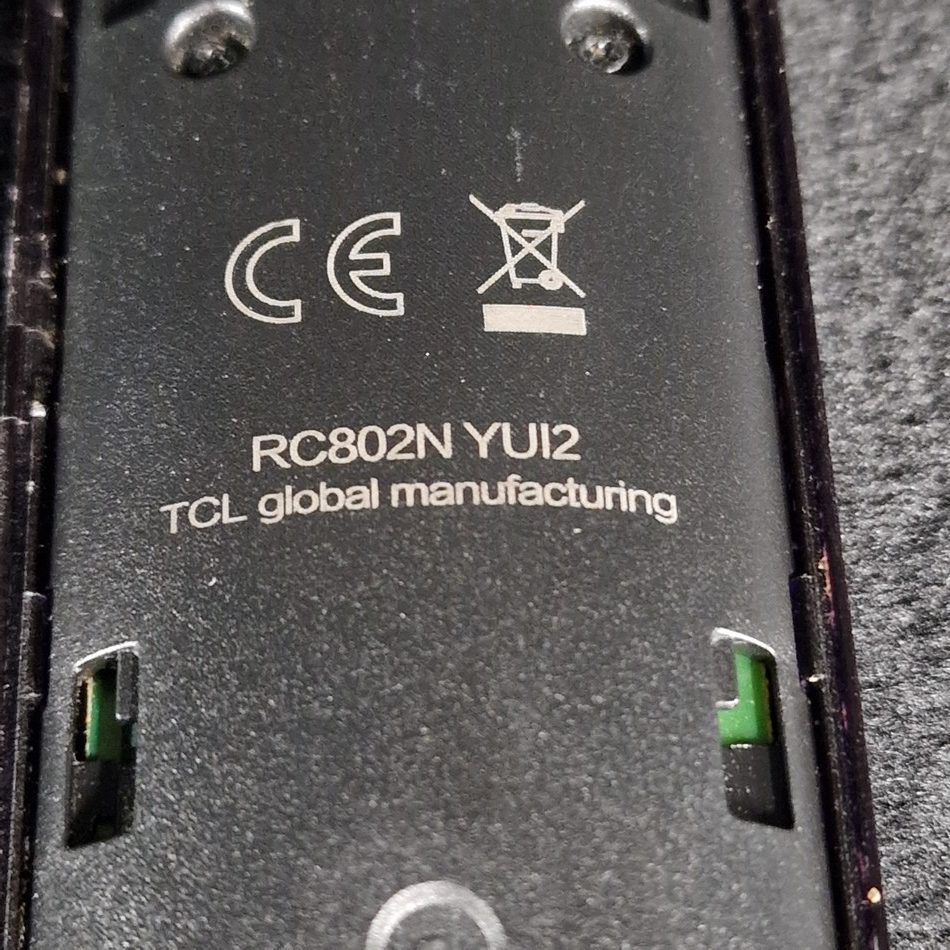 CE
RC802N YUI2
TCL global manufacturing